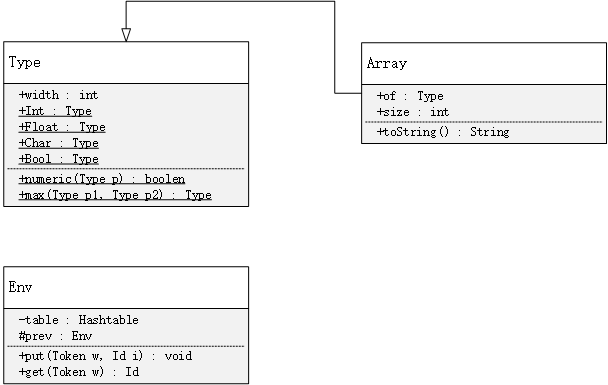 Type
+width : int
+Int : Type
+Float : Type
+Char : Type
+Bool : Type
+numeric(Type p) : boolen
+max(Type p1, Type p2) : Type
Array
+of : Type
+size : int
+toString() : String
Env
-table : Hashtable
#prev : Env
+put(Token w, Id i) : void
+get(Token w) : Id